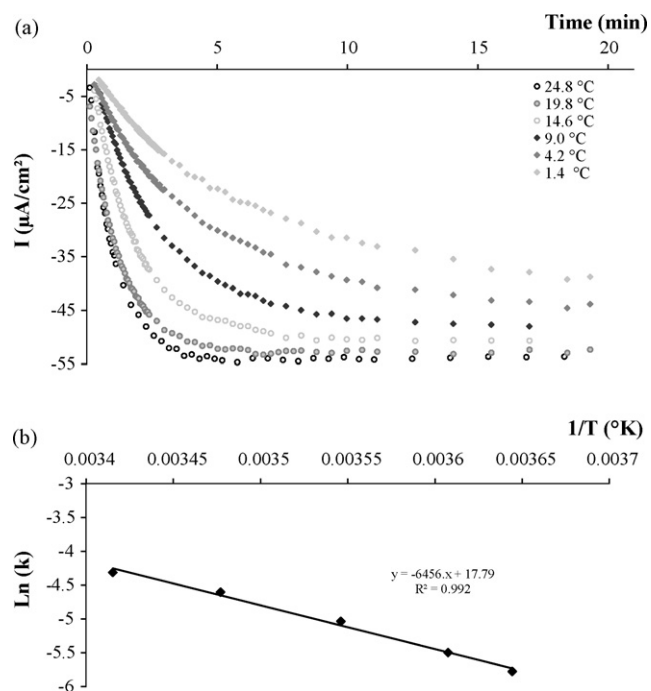 (a)
Time (min)
0 5 10 15 20
-5
-15
-25
-35
-45
-55
I (µA/cm²)
24.8 °C
19.8 °C
14.6 °C
9.0 °C
4.2 °C
1.4 °C
(b)
1/T (°K)
0.0034 0.00345 0.0035 0.00355 0.0036 0.00365 0.0037
-3
-3.5
-4
-4.5
-5
-5.5
-6
Ln (k)
y = -6456.x + 17.79
R² = 0.992